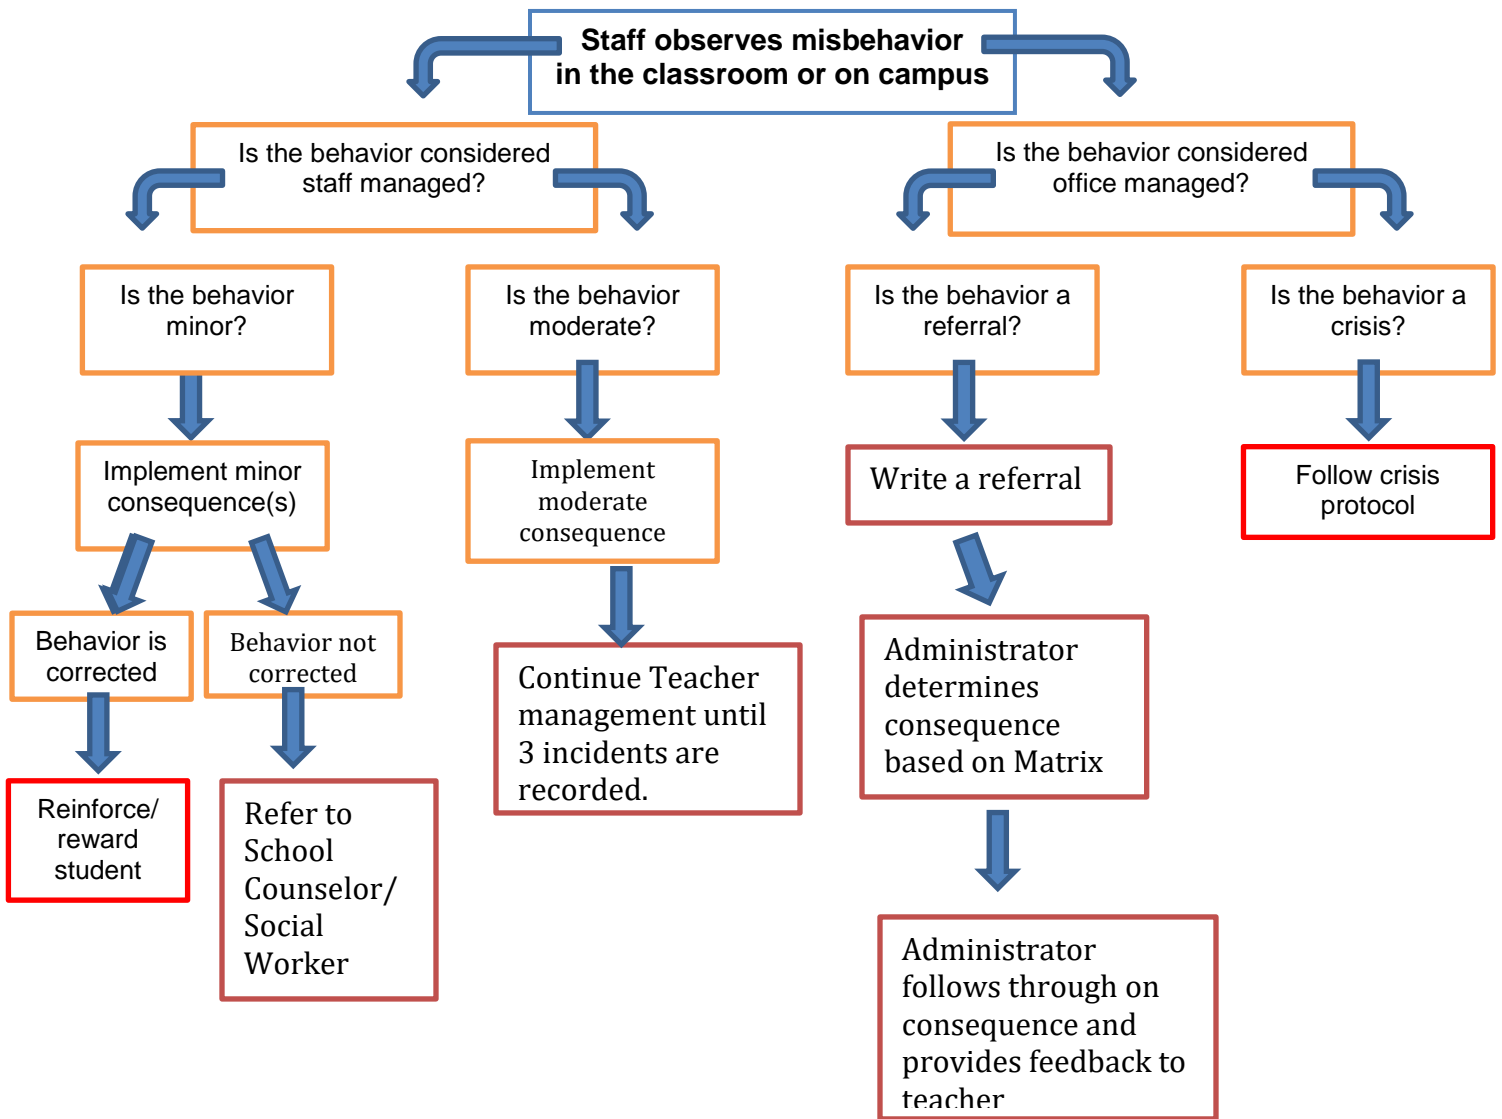 Staff observes misbehavior
in the classroom or on campus
Is the behavior considered
staff managed?
Is the behavior considered
office managed?
Is the behavior
minor?
Is the behavior
moderate?
Is the behavior a
referral?
Is the behavior a
crisis?
Implement minor
consequence(s)
Implement
moderate
consequence
Write a referral
Follow crisis
protocol
Behavior is
corrected
Behavior not
corrected
Continue Teacher
management until
3 incidents are
recorded.
Administrator
determines
consequence
based on Matrix
Reinforce/
reward
student
Refer to
School
Counselor/
Social
Worker
Administrator
follows through on
consequence and
provides feedback to
teacher